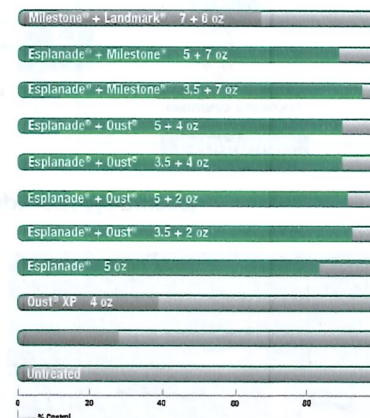 Milestone® + Landmark® 7 + 6 oz
Esplanade® + Milestone® 5 + 7 oz
Esplanade® + Milestone® 3.5 + 7 oz
Esplanade® + Oust® 5 + 4 oz
Esplanade® + Oust® 3.5 + 4 oz
Esplanade® + Oust® 5 + 2 oz
Esplanade® + Oust® 3.5 + 2 oz
Esplanade® 5 oz
Oust® XP 4 oz
Untreated
0 20 40 60 80
% Control